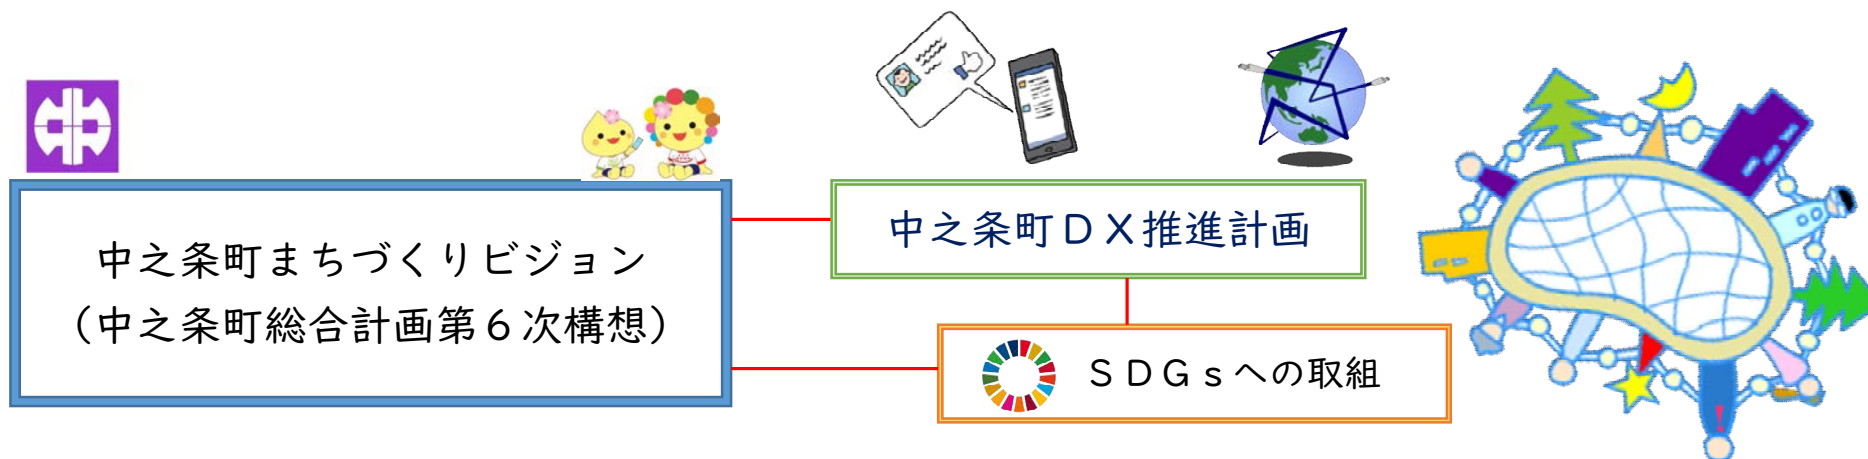 中之条町まちづくりビジョン
（中之条町総合計画第６次構想）
中之条町ＤＸ推進計画
ＳＤＧｓへの取組